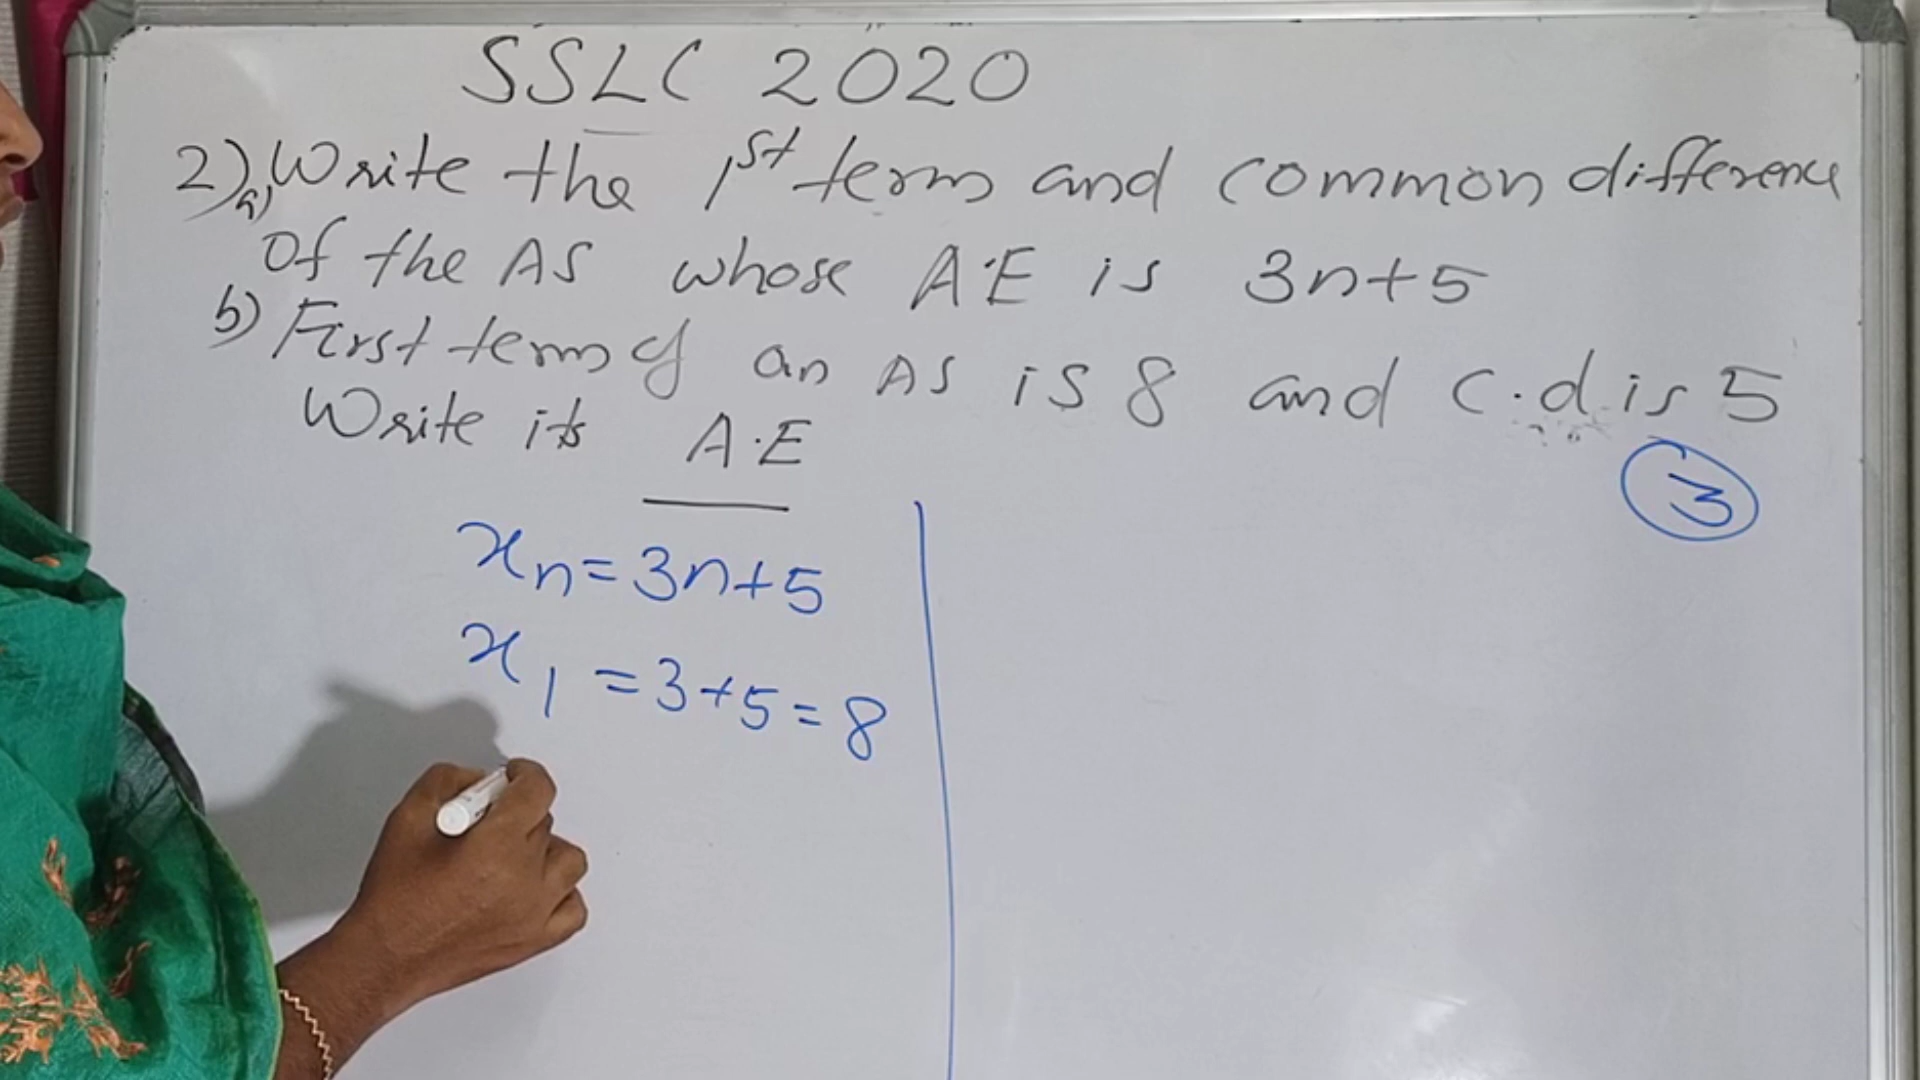 SSLC 2020
2) a) Write the 1st term and common difference
of the AS whose A.E is 3n+5
b) First term of an AS is 8 and c.d is 5
Write its A.E
3
xₙ = 3n+5
x₁ = 3+5 = 8